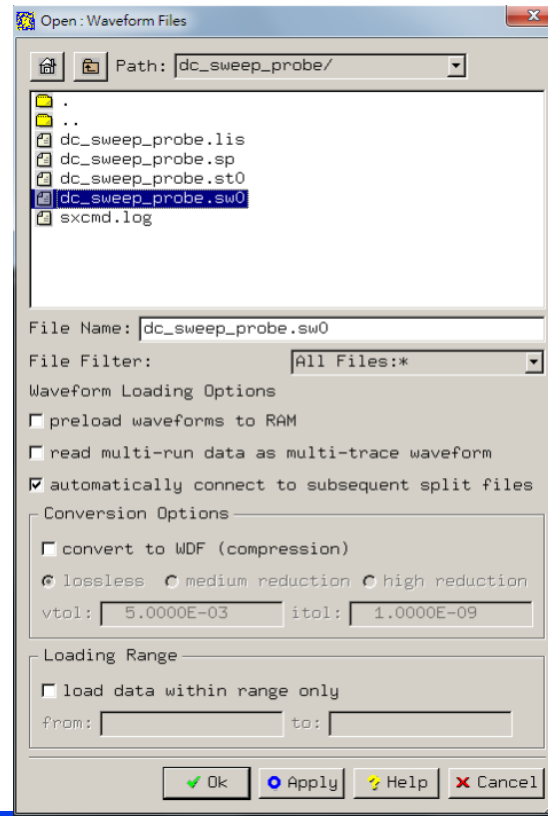 Open : Waveform Files
Path: dc_sweep_probe/
.
..
dc_sweep_probe.lis
dc_sweep_probe.sp
dc_sweep_probe.st0
dc_sweep_probe.sw0
sxcmd.log
File Name: dc_sweep_probe.sw0
File Filter: All Files:*
Waveform Loading Options
preload waveforms to RAM
read multi-run data as multi-trace waveform
automatically connect to subsequent split files
Conversion Options
convert to WDF (compression)
lossless medium reduction high reduction
vtol: 5.0000E-03 itol: 1.0000E-09
Loading Range
load data within range only
from: to:
Ok Apply Help Cancel